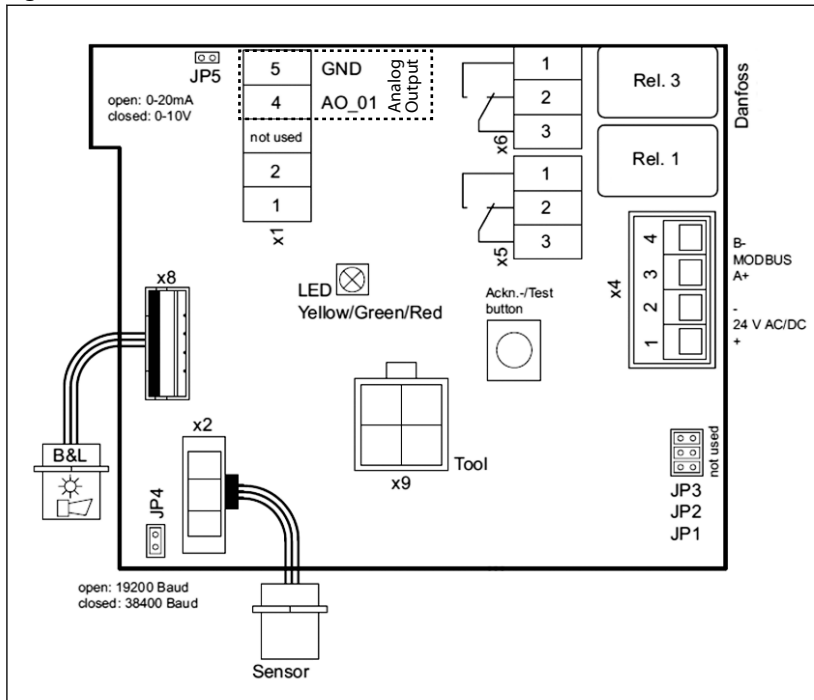 JP5
open: 0-20mA
closed: 0-10V
5 GND
4 AO_01
Analog
Output
not used
2
1
x1
1
2
3
x6
1
2
3
x5
Rel. 3
Rel. 1
Danfoss
x4
4
3
2
1
B-
MODBUS
A+
-
24 V AC/DC
+
x8
LED
Yellow/Green/Red
Ackn.-/Test
button
B&L
x2
JP4
x9
Tool
not used
JP3
JP2
JP1
open: 19200 Baud
closed: 38400 Baud
Sensor